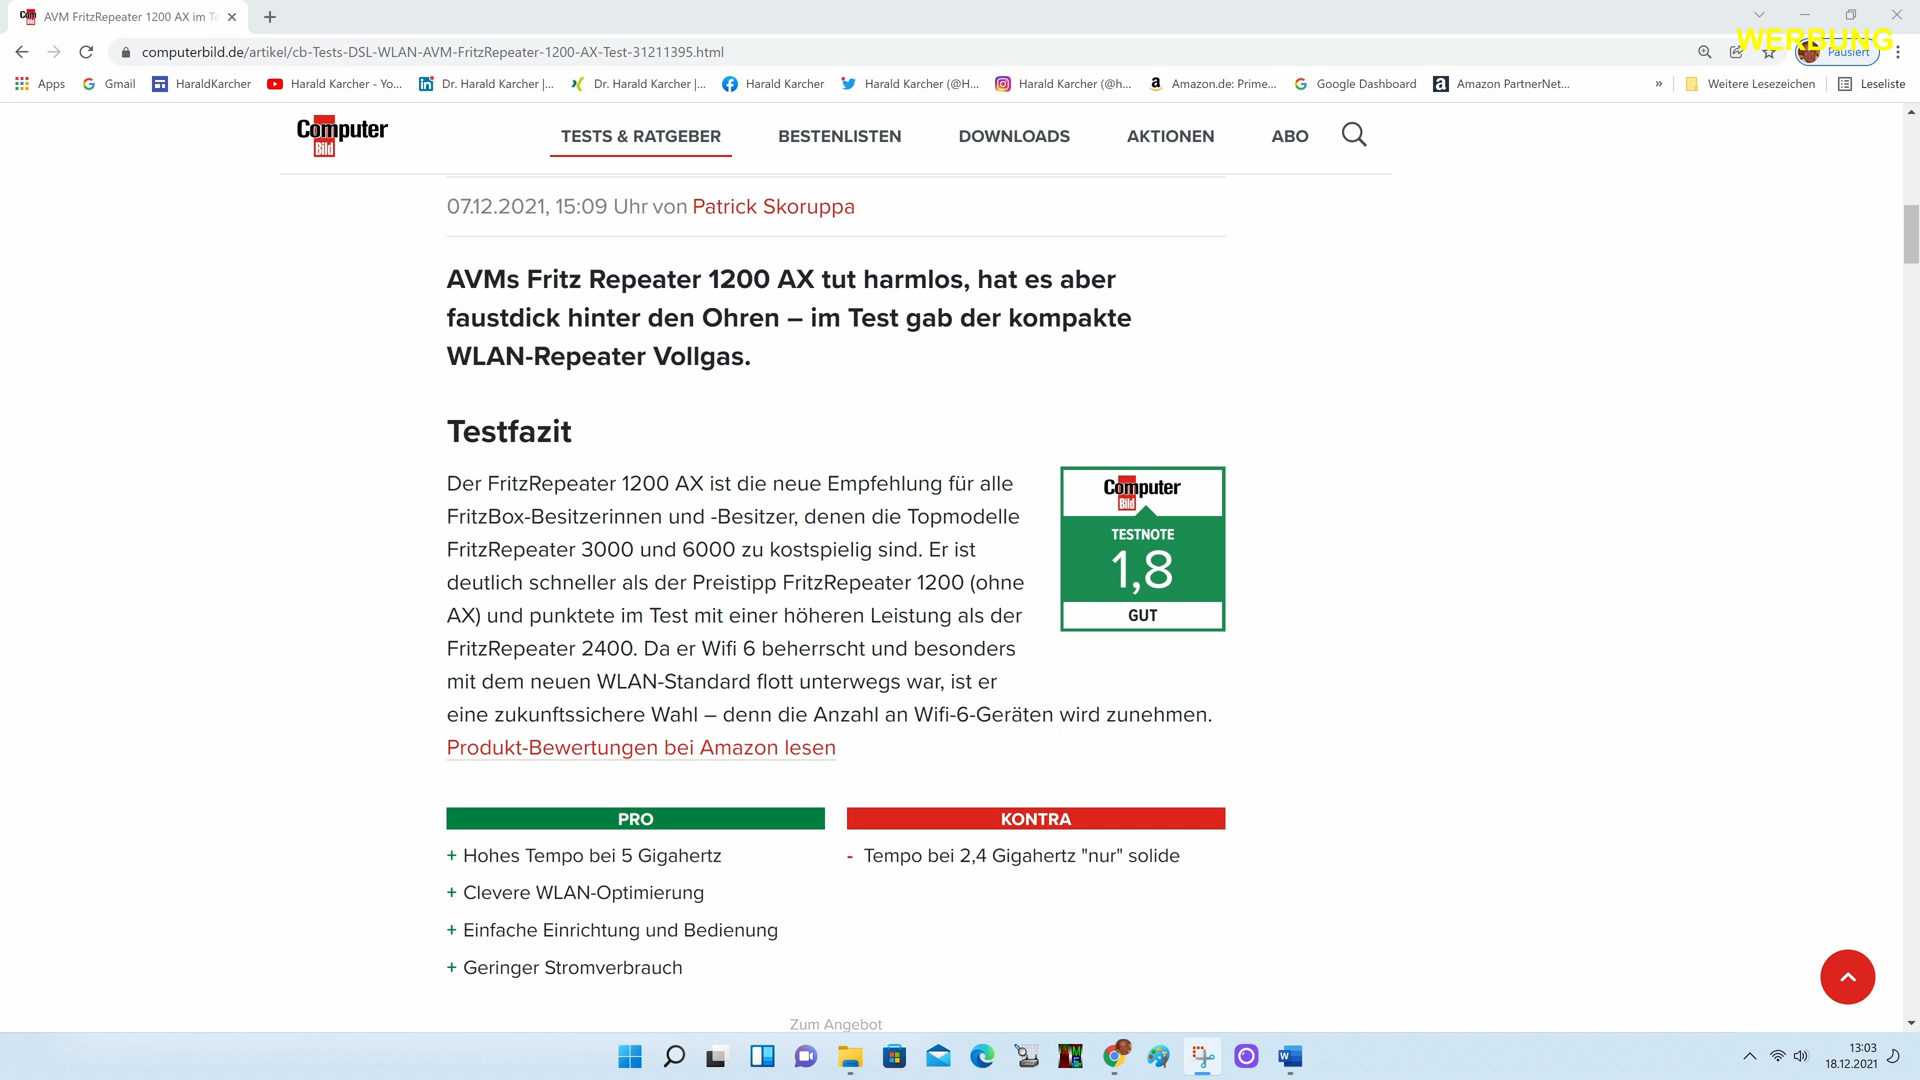 AVM FritzRepeater 1200 AX im Te
WERBUNG
computerbild.de/artikel/cb-Tests-DSL-WLAN-AVM-FritzRepeater-1200-AX-Test-31211395.html
Pausiert
Apps
Gmail
HaraldKarcher
Harald Karcher - Yo...
Dr. Harald Karcher |...
Dr. Harald Karcher |...
Harald Karcher
Harald Karcher (@H...
Harald Karcher (@h...
Amazon.de: Prime...
Google Dashboard
Amazon PartnerNet...
»
Weitere Lesezeichen
Leseliste
Computer
Bild
TESTS & RATGEBER
BESTENLISTEN
DOWNLOADS
AKTIONEN
ABO
07.12.2021, 15:09 Uhr von Patrick Skoruppa
AVMs Fritz Repeater 1200 AX tut harmlos, hat es aber
faustdick hinter den Ohren – im Test gab der kompakte
WLAN-Repeater Vollgas.
Testfazit
Der FritzRepeater 1200 AX ist die neue Empfehlung für alle
FritzBox-Besitzerinnen und -Besitzer, denen die Topmodelle
FritzRepeater 3000 und 6000 zu kostspielig sind. Er ist
deutlich schneller als der Preistipp FritzRepeater 1200 (ohne
AX) und punktete im Test mit einer höheren Leistung als der
FritzRepeater 2400. Da er Wifi 6 beherrscht und besonders
mit dem neuen WLAN-Standard flott unterwegs war, ist er
eine zukunftssichere Wahl – denn die Anzahl an Wifi-6-Geräten wird zunehmen.
Produkt-Bewertungen bei Amazon lesen
Computer
Bild
TESTNOTE
1,8
GUT
PRO
+ Hohes Tempo bei 5 Gigahertz
+ Clevere WLAN-Optimierung
+ Einfache Einrichtung und Bedienung
+ Geringer Stromverbrauch
KONTRA
- Tempo bei 2,4 Gigahertz "nur" solide
Zum Angebot
13:03
18.12.2021